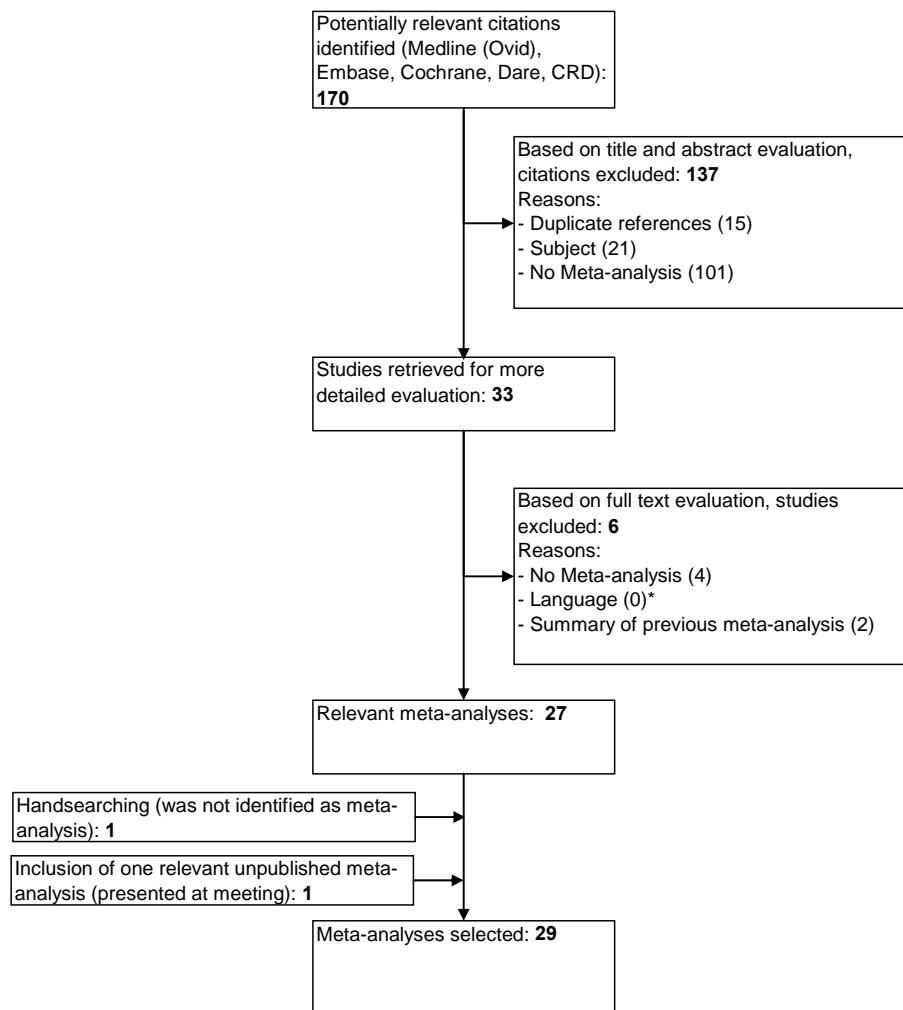 Potentially relevant citations
identified (Medline (Ovid),
Embase, Cochrane, Dare, CRD):
170
Based on title and abstract evaluation,
citations excluded: 137
Reasons:
- Duplicate references (15)
- Subject (21)
- No Meta-analysis (101)
Studies retrieved for more
detailed evaluation: 33
Based on full text evaluation, studies
excluded: 6
Reasons:
- No Meta-analysis (4)
- Language (0)*
- Summary of previous meta-analysis (2)
Relevant meta-analyses: 27
Handsearching (was not identified as meta-
analysis): 1
Inclusion of one relevant unpublished meta-
analysis (presented at meeting): 1
Meta-analyses selected: 29